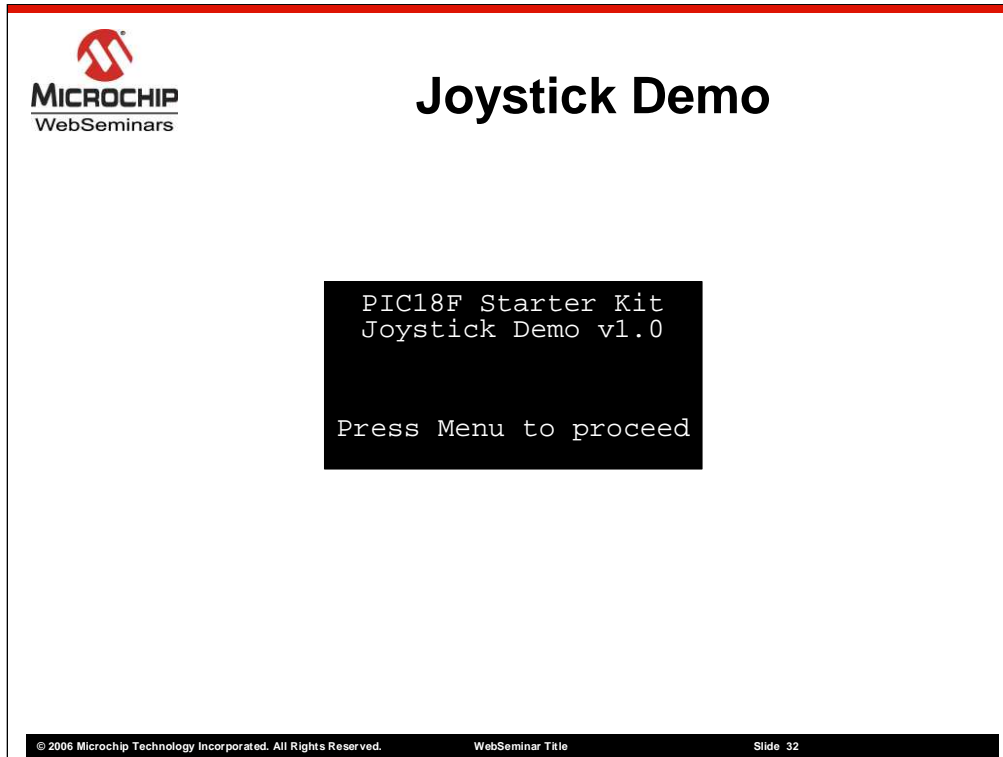 MICROCHIP
WebSeminars
Joystick Demo
PIC18F Starter Kit
Joystick Demo v1.0
Press Menu to proceed
© 2006 Microchip Technology Incorporated. All Rights Reserved. WebSeminar Title Slide 32